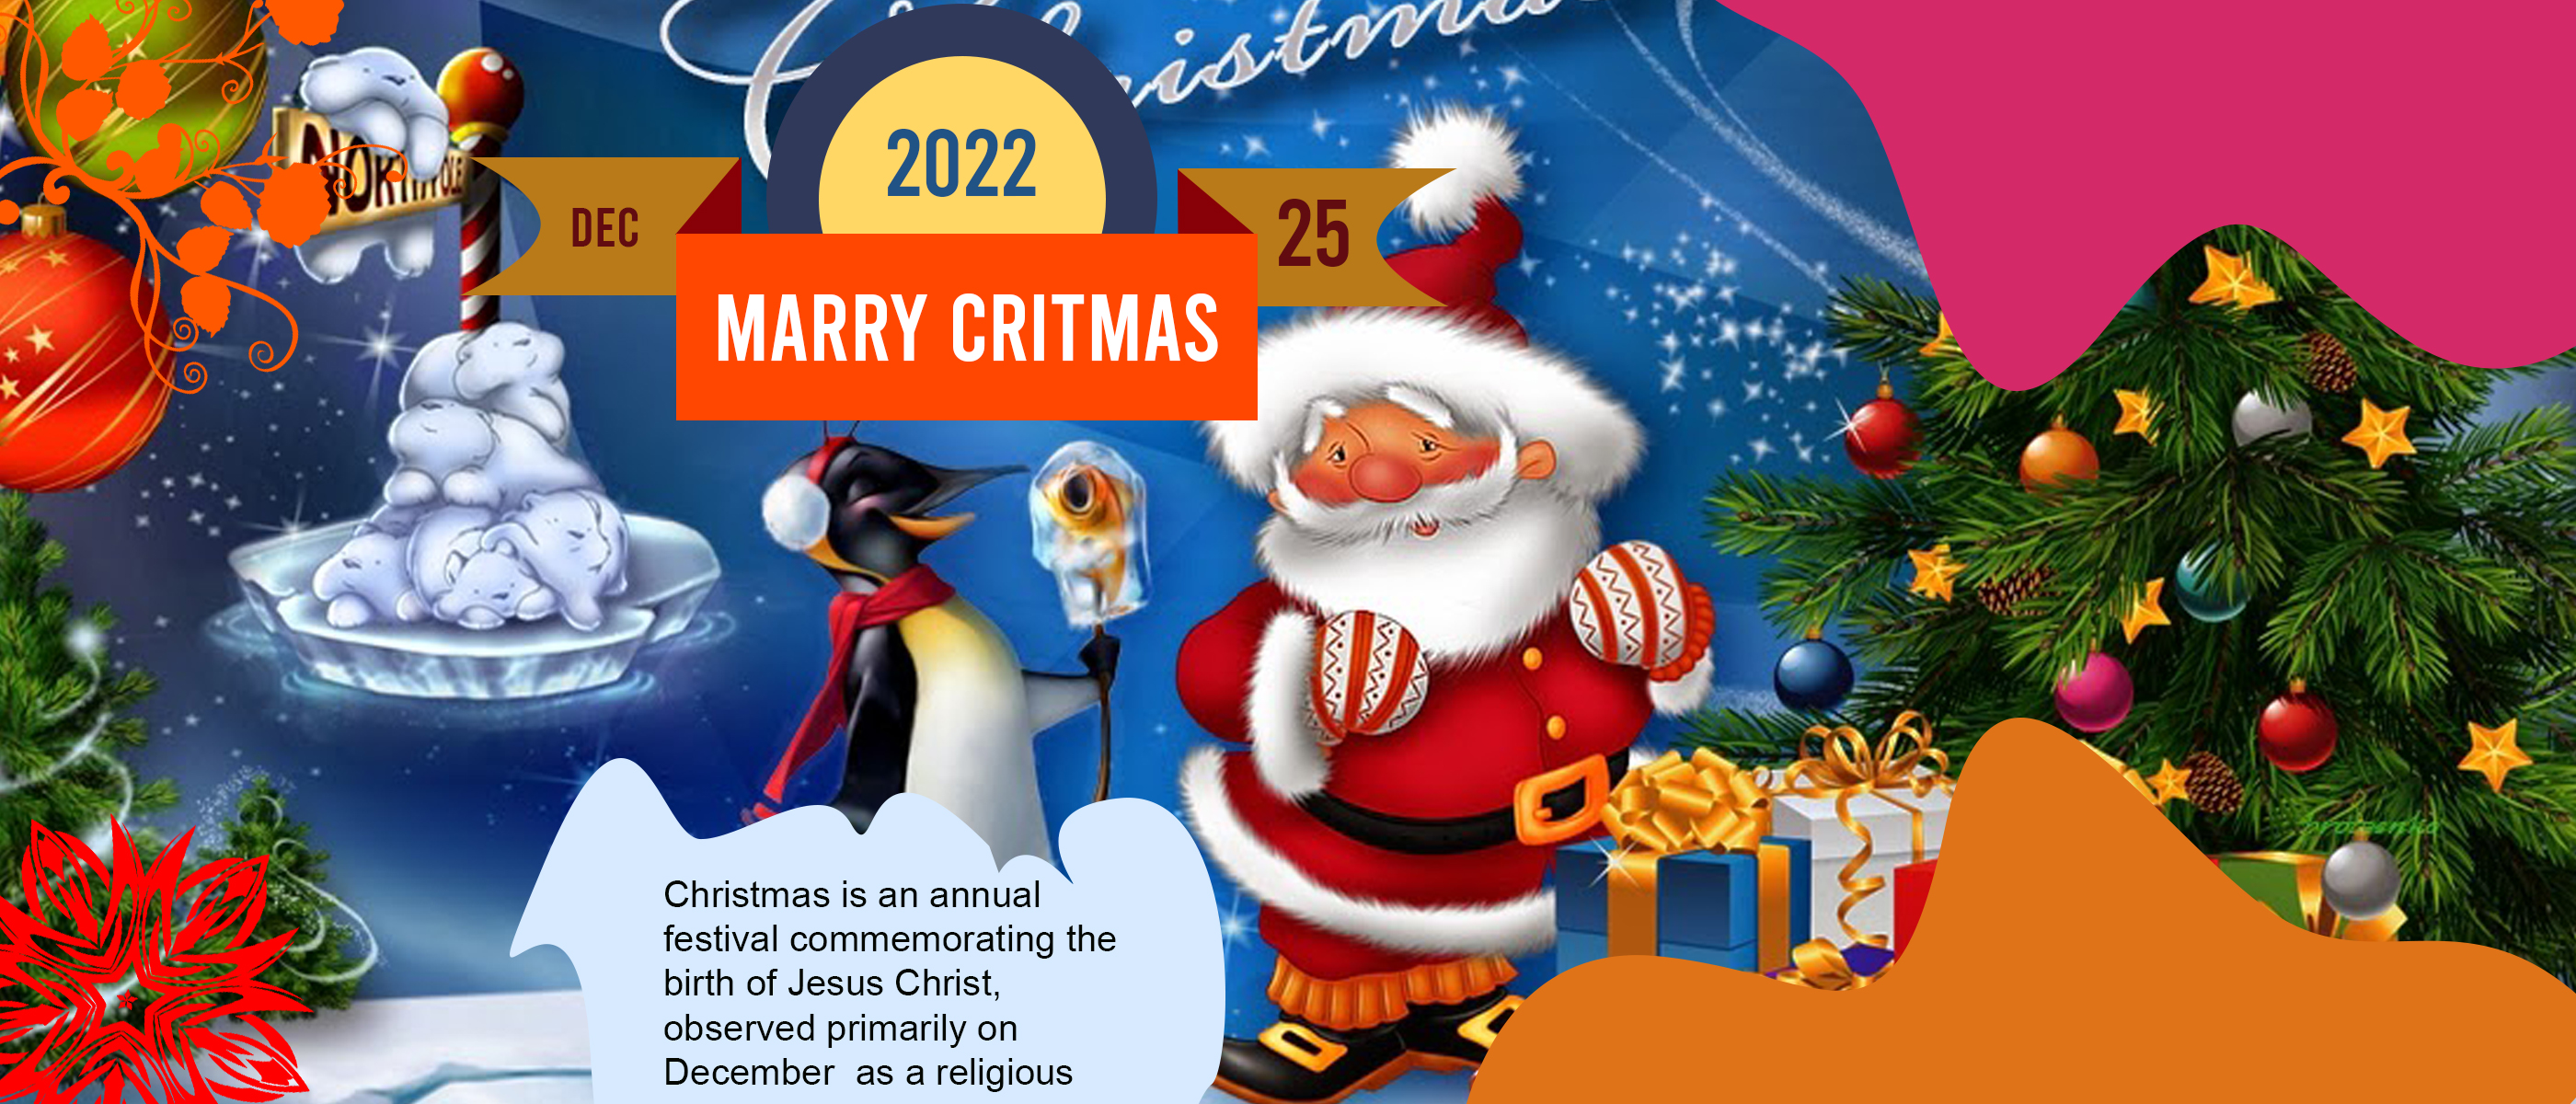 Christmas
NORTH POLE
2022
DEC
25
MARRY CRITMAS
Christmas is an annual
festival commemorating the
birth of Jesus Christ,
observed primarily on
December  as a religious